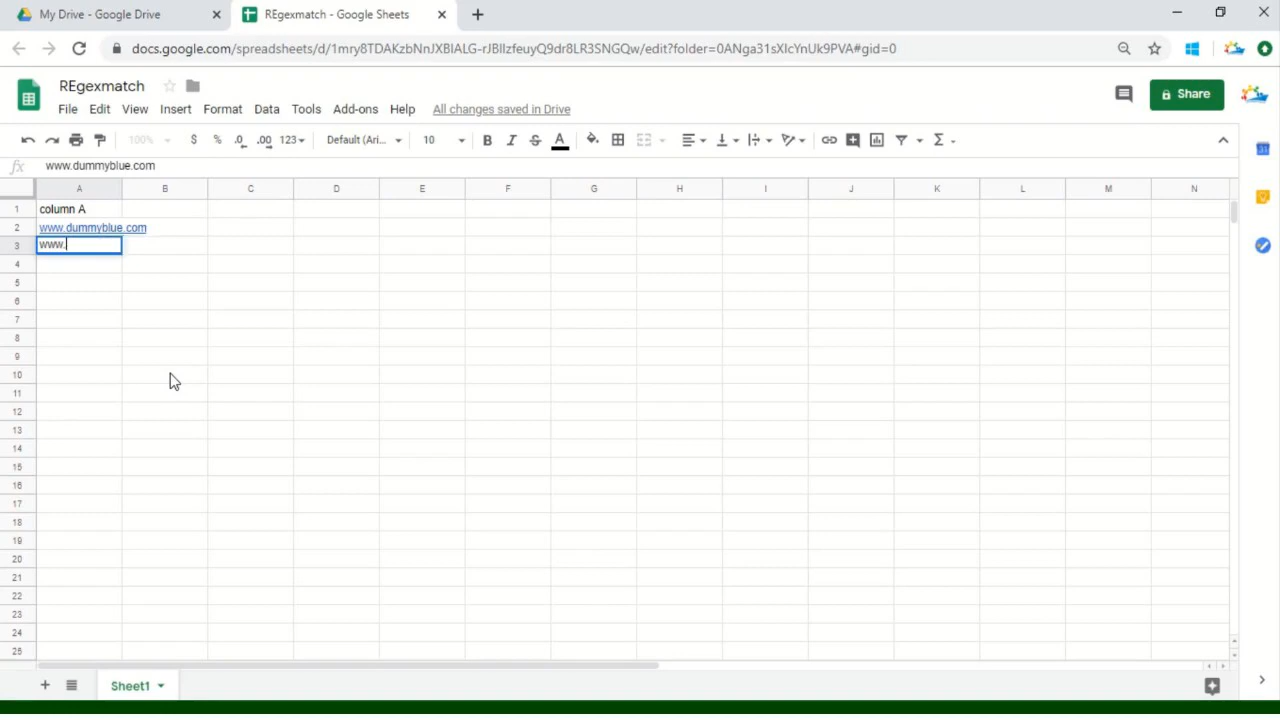 My Drive - Google Drive
REgexmatch - Google Sheets
docs.google.com/spreadsheets/d/1mry8TDAKzbNnJXBIALG-rJBIIzfeuyQ9dr8LR3SNGQw/edit?folder=0ANga31sXIcYnUk9PVA#gid=0
REgexmatch
File Edit View Insert Format Data Tools Add-ons Help All changes saved in Drive
Share
100% $ % .0 .00 123 Default (Ari... 10 B I S A Σ
fx www.dummyblue.com
A B C D E F G H I J K L M N
1 column A
2 www.dummyblue.com
3 www.
4
5
6
7
8
9
10
11
12
13
14
15
16
17
18
19
20
21
22
23
24
25
Sheet1